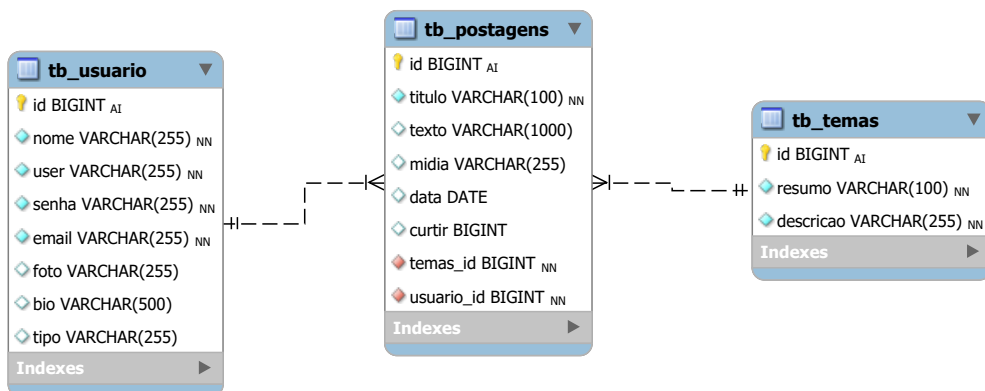 tb_usuario
id BIGINT AI
nome VARCHAR(255) NN
user VARCHAR(255) NN
senha VARCHAR(255) NN
email VARCHAR(255) NN
foto VARCHAR(255)
bio VARCHAR(500)
tipo VARCHAR(255)
Indexes
tb_postagens
id BIGINT AI
titulo VARCHAR(100) NN
texto VARCHAR(1000)
midia VARCHAR(255)
data DATE
curtir BIGINT
temas_id BIGINT NN
usuario_id BIGINT NN
Indexes
tb_temas
id BIGINT AI
resumo VARCHAR(100) NN
descricao VARCHAR(255) NN
Indexes